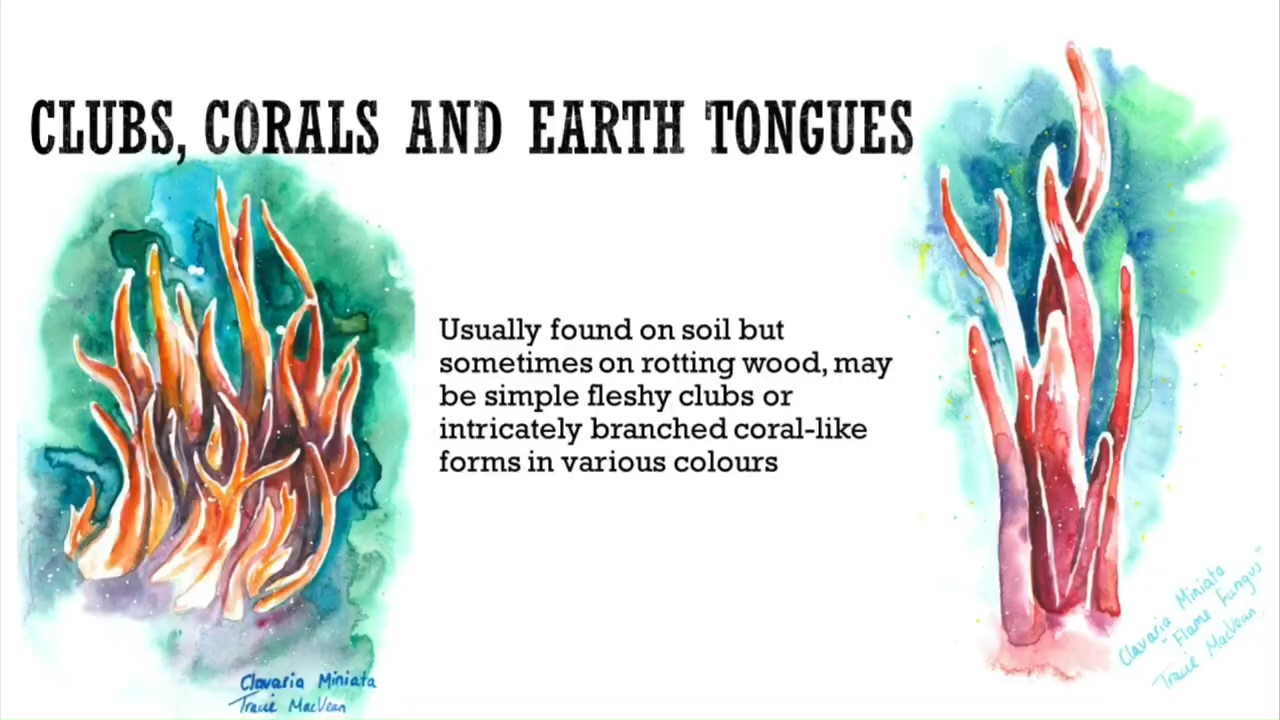 CLUBS, CORALS AND EARTH TONGUES
Usually found on soil but
sometimes on rotting wood, may
be simple fleshy clubs or
intricately branched coral-like
forms in various colours
Clavaria Miniata
Tracie MacVean
Clavaria Miniata
"Flame Fungus"
Tracie MacVean